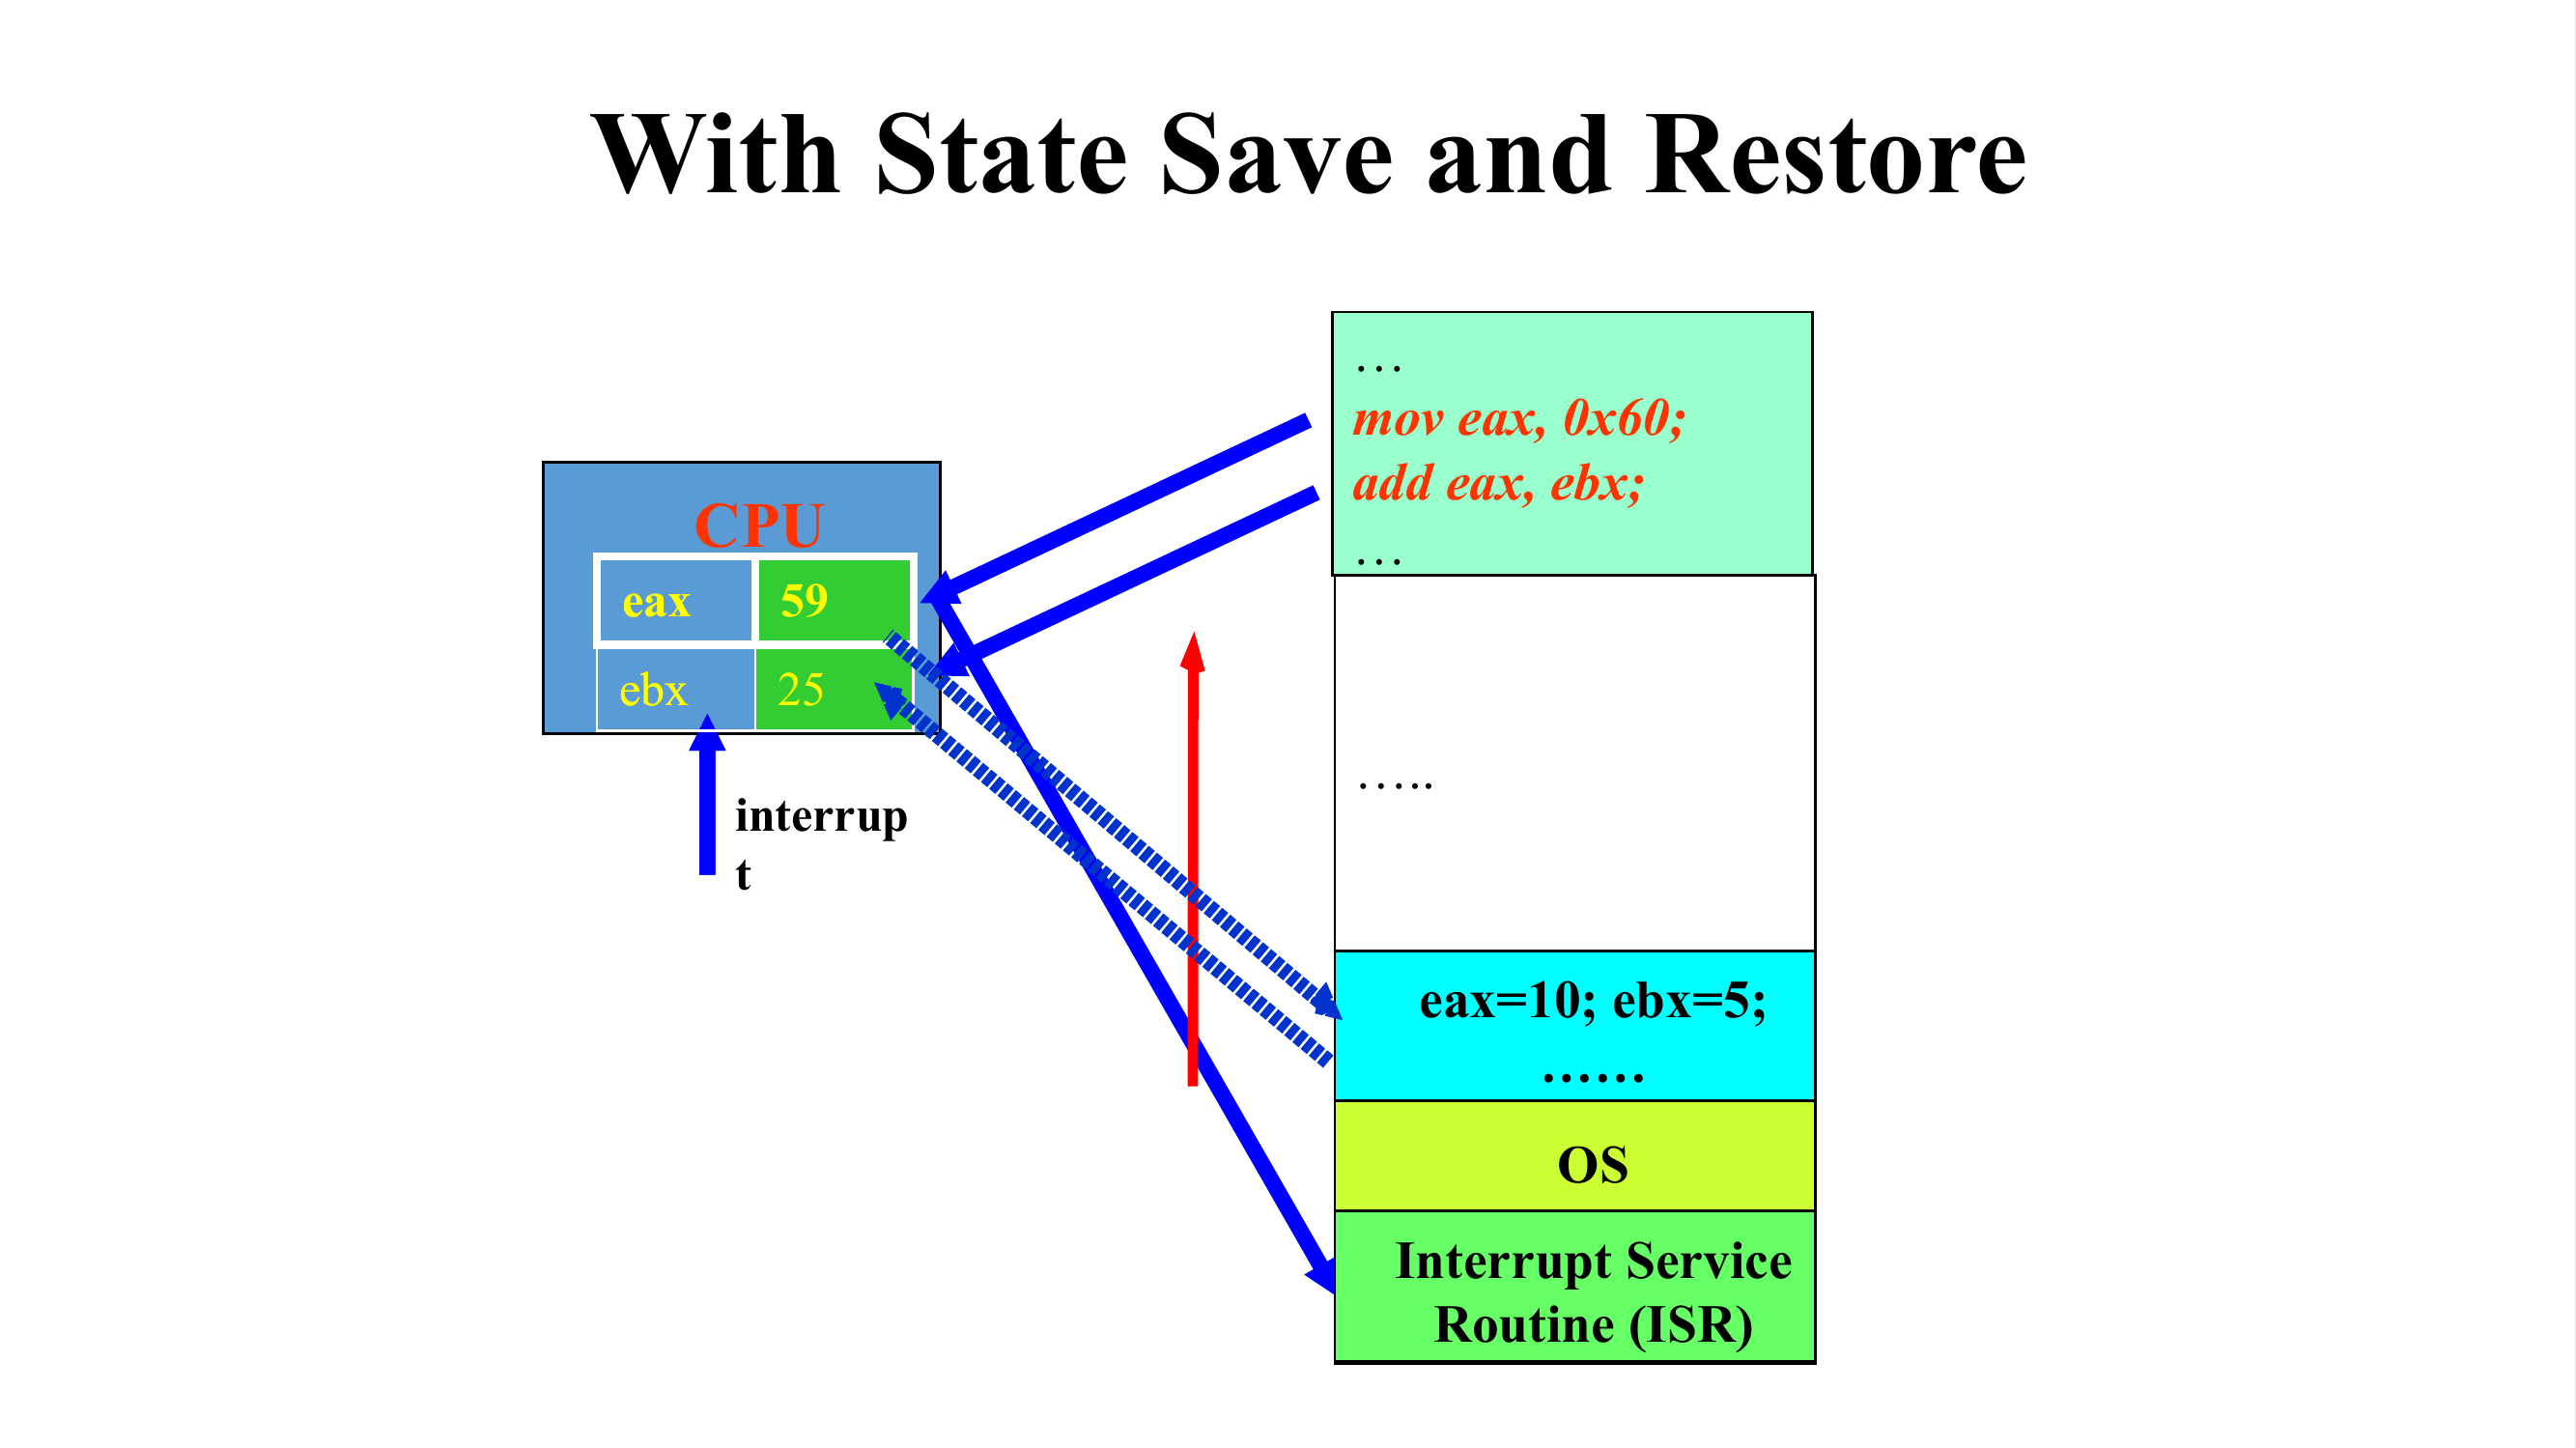 With State Save and Restore
…
mov eax, 0x60;
add eax, ebx;
…
CPU
eax 59
ebx 25
interrup
t
…..
eax=10; ebx=5;
……
OS
Interrupt Service
Routine (ISR)